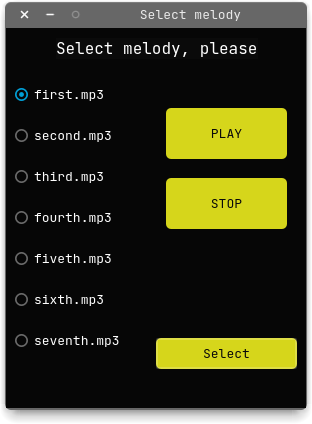 Select melody
Select melody, please
first.mp3
second.mp3
third.mp3
fourth.mp3
fiveth.mp3
sixth.mp3
seventh.mp3
PLAY
STOP
Select